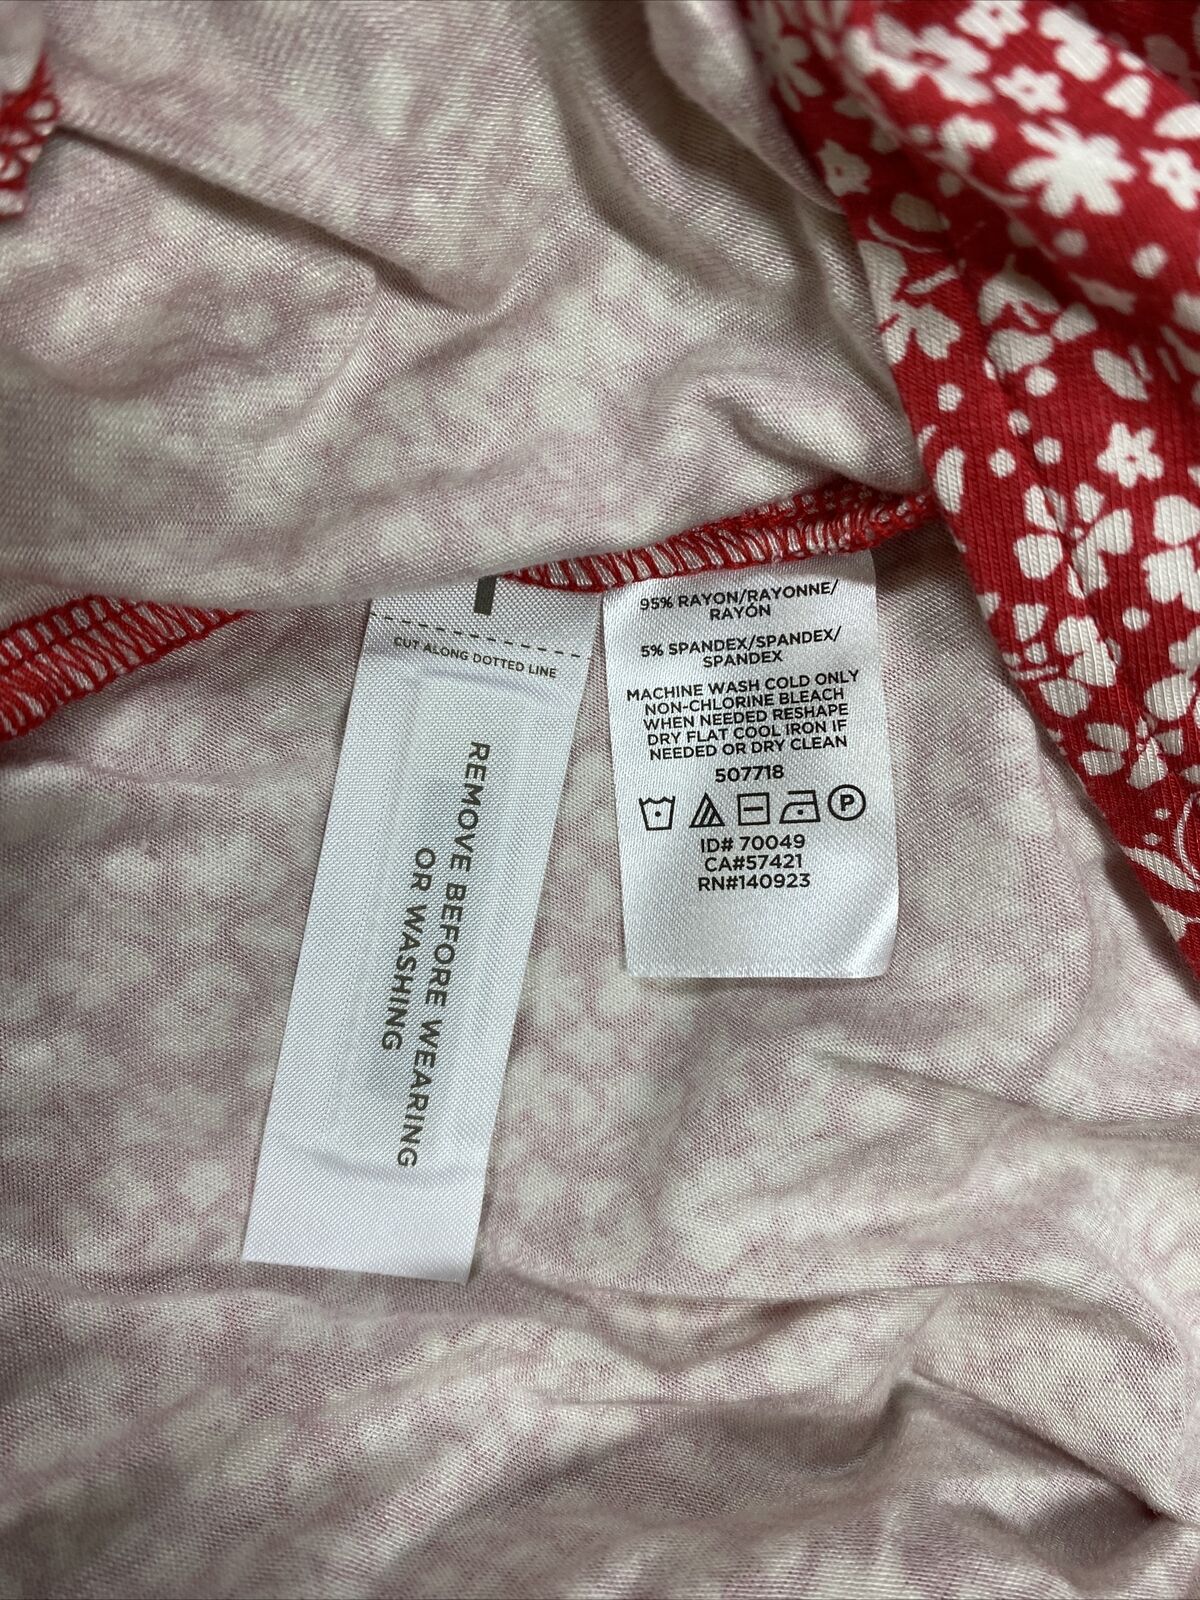 CUT ALONG DOTTED LINE
REMOVE BEFORE WEARING
OR WASHING
95% RAYON/RAYONNE/
RAYÓN
5% SPANDEX/SPANDEX/
SPANDEX
MACHINE WASH COLD ONLY
NON-CHLORINE BLEACH
WHEN NEEDED RESHAPE
DRY FLAT COOL IRON IF
NEEDED OR DRY CLEAN
507718
P
ID# 70049
CA#57421
RN#140923